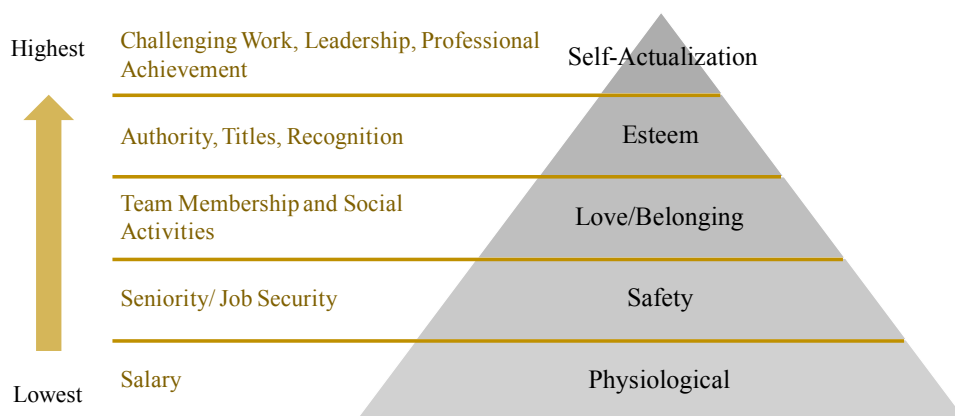 Highest
Challenging Work, Leadership, Professional
Achievement
Self-Actualization
Authority, Titles, Recognition
Esteem
Team Membership and Social
Activities
Love/Belonging
Seniority/ Job Security
Safety
Lowest
Salary
Physiological